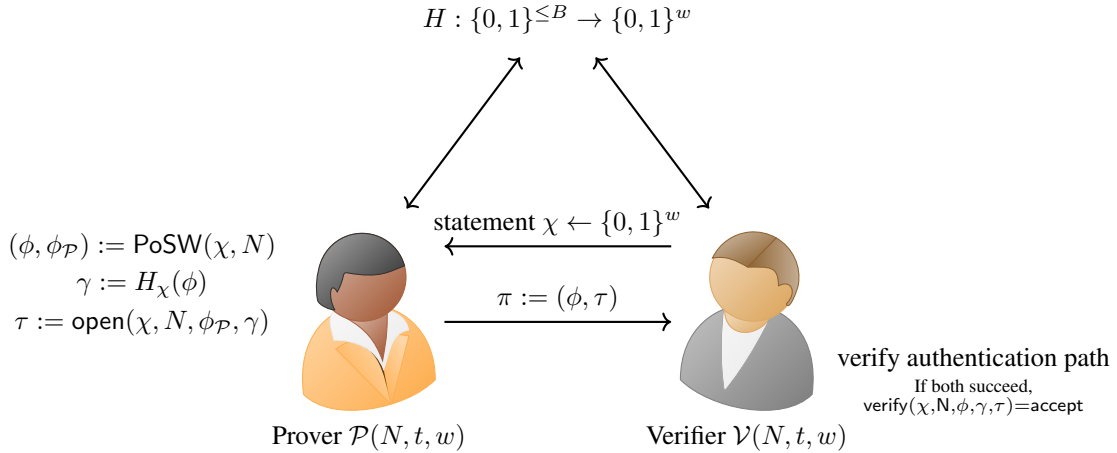 H : {0, 1}^{≤B} → {0, 1}^w
statement χ ← {0, 1}^w
(ϕ, ϕ_𝒫) := PoSW(χ, N)
γ := H_χ(ϕ)
τ := open(χ, N, ϕ_𝒫, γ)
π := (ϕ, τ)
verify authentication path
If both succeed,
verify(χ,N,ϕ,γ,τ)=accept
Prover 𝒫(N, t, w)
Verifier 𝒱(N, t, w)